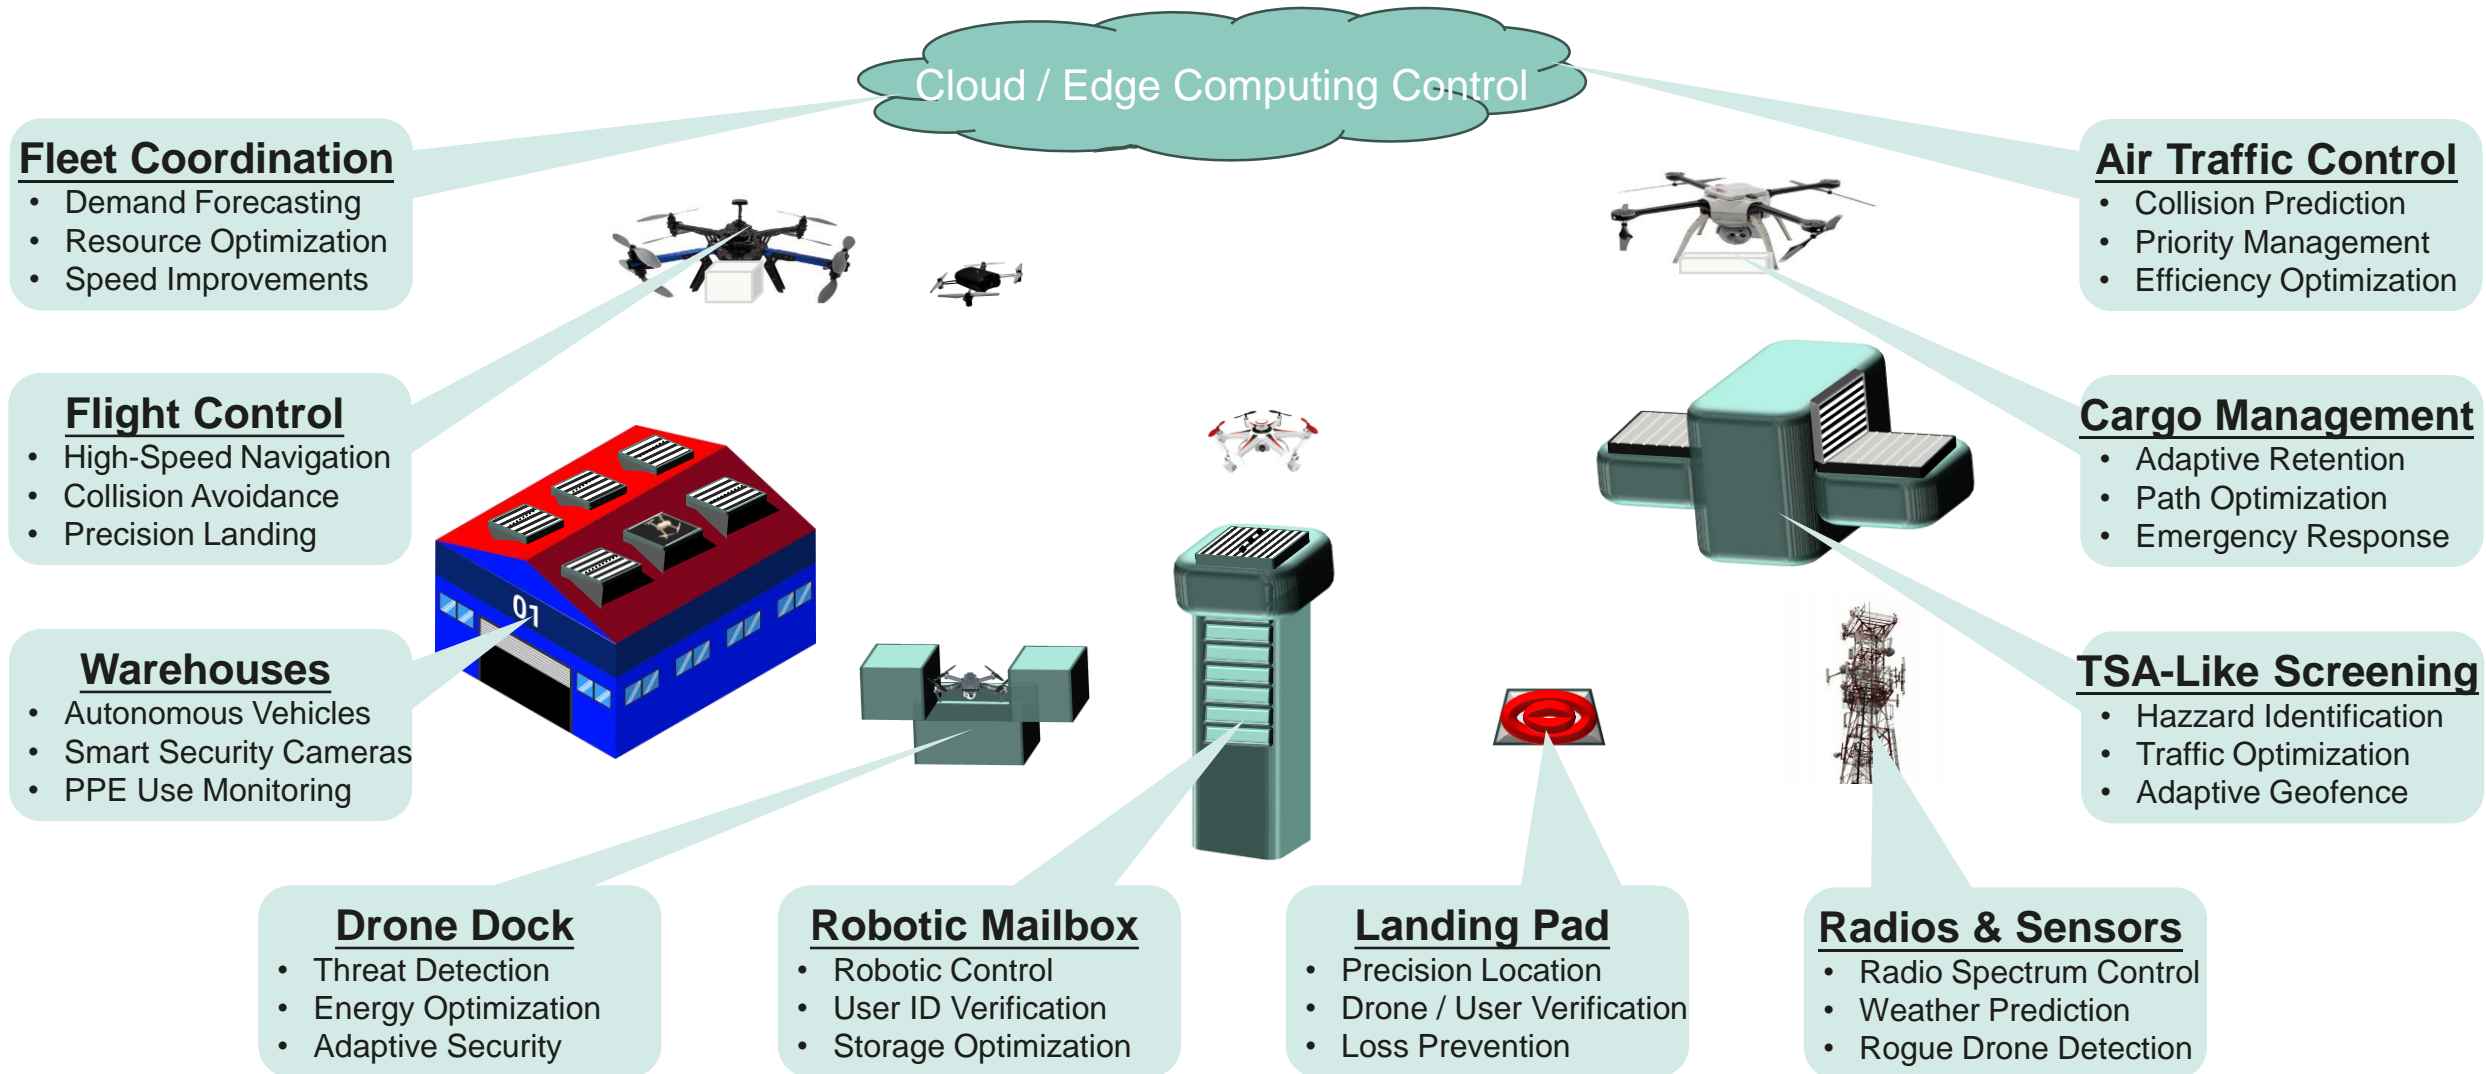 Cloud / Edge Computing Control
Fleet Coordination
• Demand Forecasting
• Resource Optimization
• Speed Improvements
Air Traffic Control
• Collision Prediction
• Priority Management
• Efficiency Optimization
Flight Control
• High-Speed Navigation
• Collision Avoidance
• Precision Landing
Cargo Management
• Adaptive Retention
• Path Optimization
• Emergency Response
01
Warehouses
• Autonomous Vehicles
• Smart Security Cameras
• PPE Use Monitoring
TSA-Like Screening
• Hazzard Identification
• Traffic Optimization
• Adaptive Geofence
Drone Dock
• Threat Detection
• Energy Optimization
• Adaptive Security
Robotic Mailbox
• Robotic Control
• User ID Verification
• Storage Optimization
Landing Pad
• Precision Location
• Drone / User Verification
• Loss Prevention
Radios & Sensors
• Radio Spectrum Control
• Weather Prediction
• Rogue Drone Detection